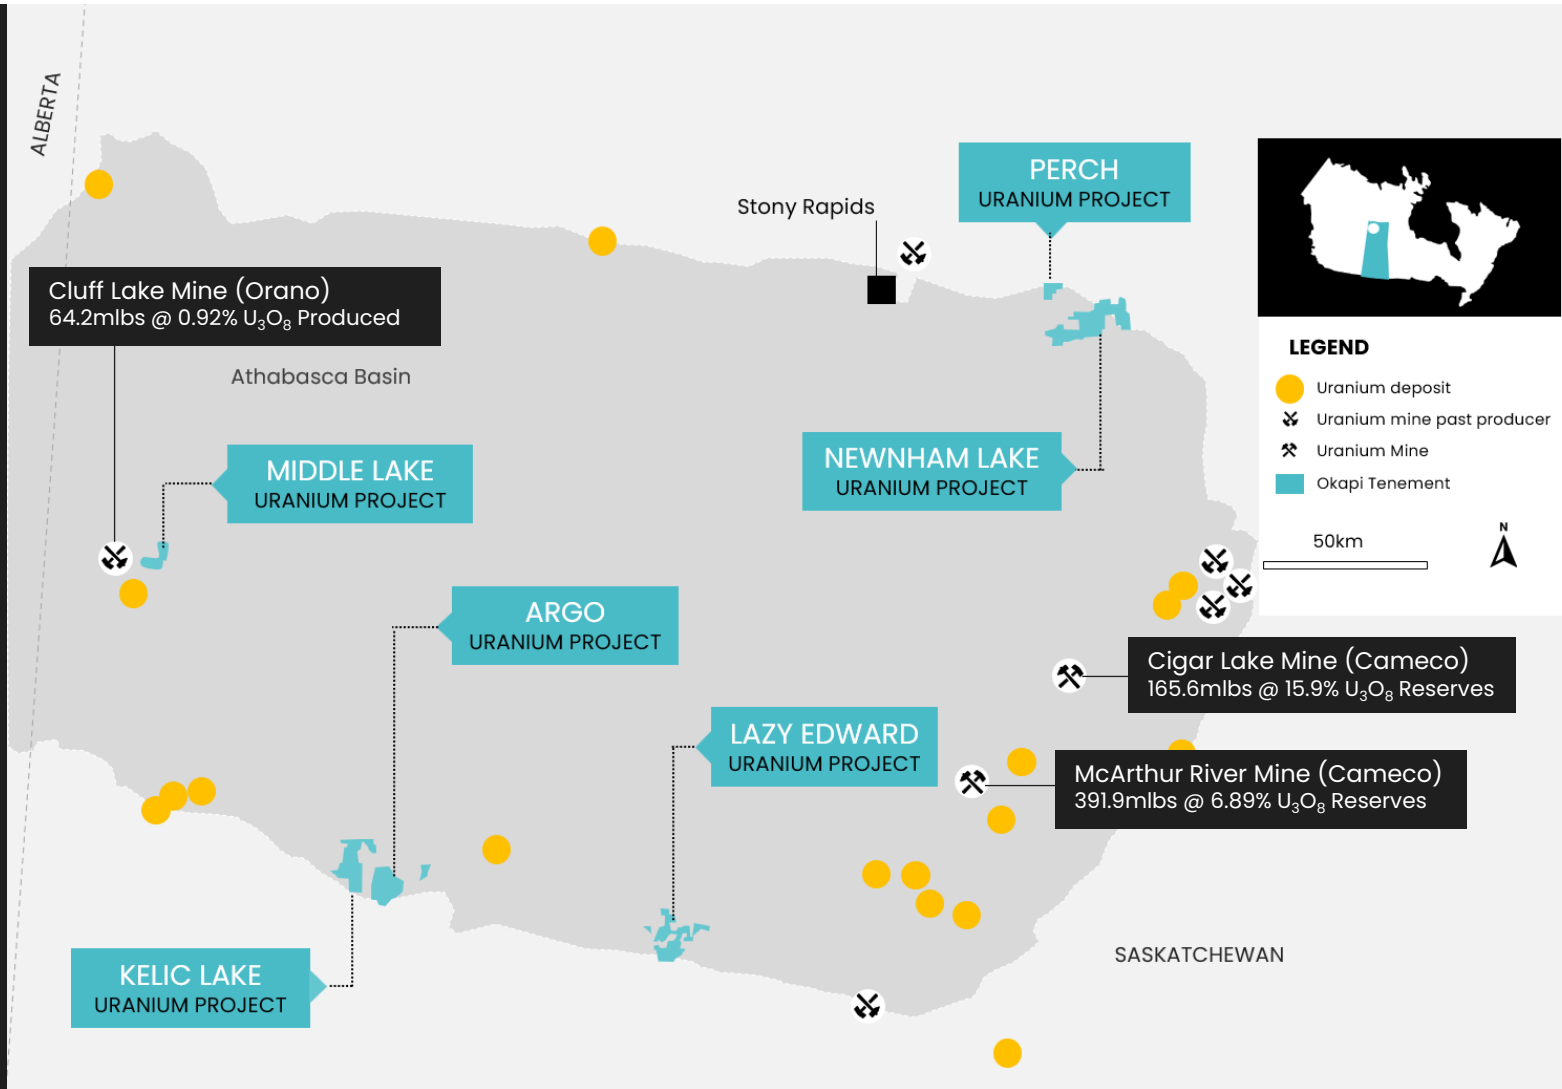 ALBERTA
PERCH
URANIUM PROJECT
Stony Rapids
Cluff Lake Mine (Orano)
64.2mlbs @ 0.92% U₃O₈ Produced
Athabasca Basin
LEGEND
Uranium deposit
Uranium mine past producer
Uranium Mine
Okapi Tenement
N
50km
MIDDLE LAKE
URANIUM PROJECT
NEWNHAM LAKE
URANIUM PROJECT
ARGO
URANIUM PROJECT
Cigar Lake Mine (Cameco)
165.6mlbs @ 15.9% U₃O₈ Reserves
LAZY EDWARD
URANIUM PROJECT
McArthur River Mine (Cameco)
391.9mlbs @ 6.89% U₃O₈ Reserves
SASKATCHEWAN
KELIC LAKE
URANIUM PROJECT